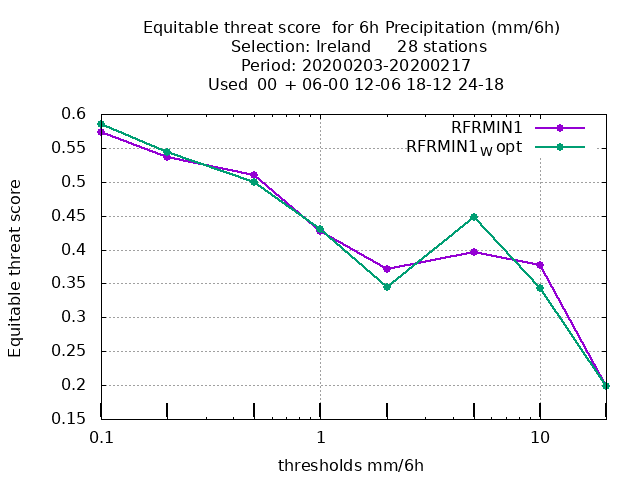 Equitable threat score  for 6h Precipitation (mm/6h)
Selection: Ireland     28 stations
Period: 20200203-20200217
Used  00 + 06-00 12-06 18-12 24-18
RFRMIN1
RFRMIN1W opt
Equitable threat score
0.6
0.55
0.5
0.45
0.4
0.35
0.3
0.25
0.2
0.15
0.1 1 10
thresholds mm/6h